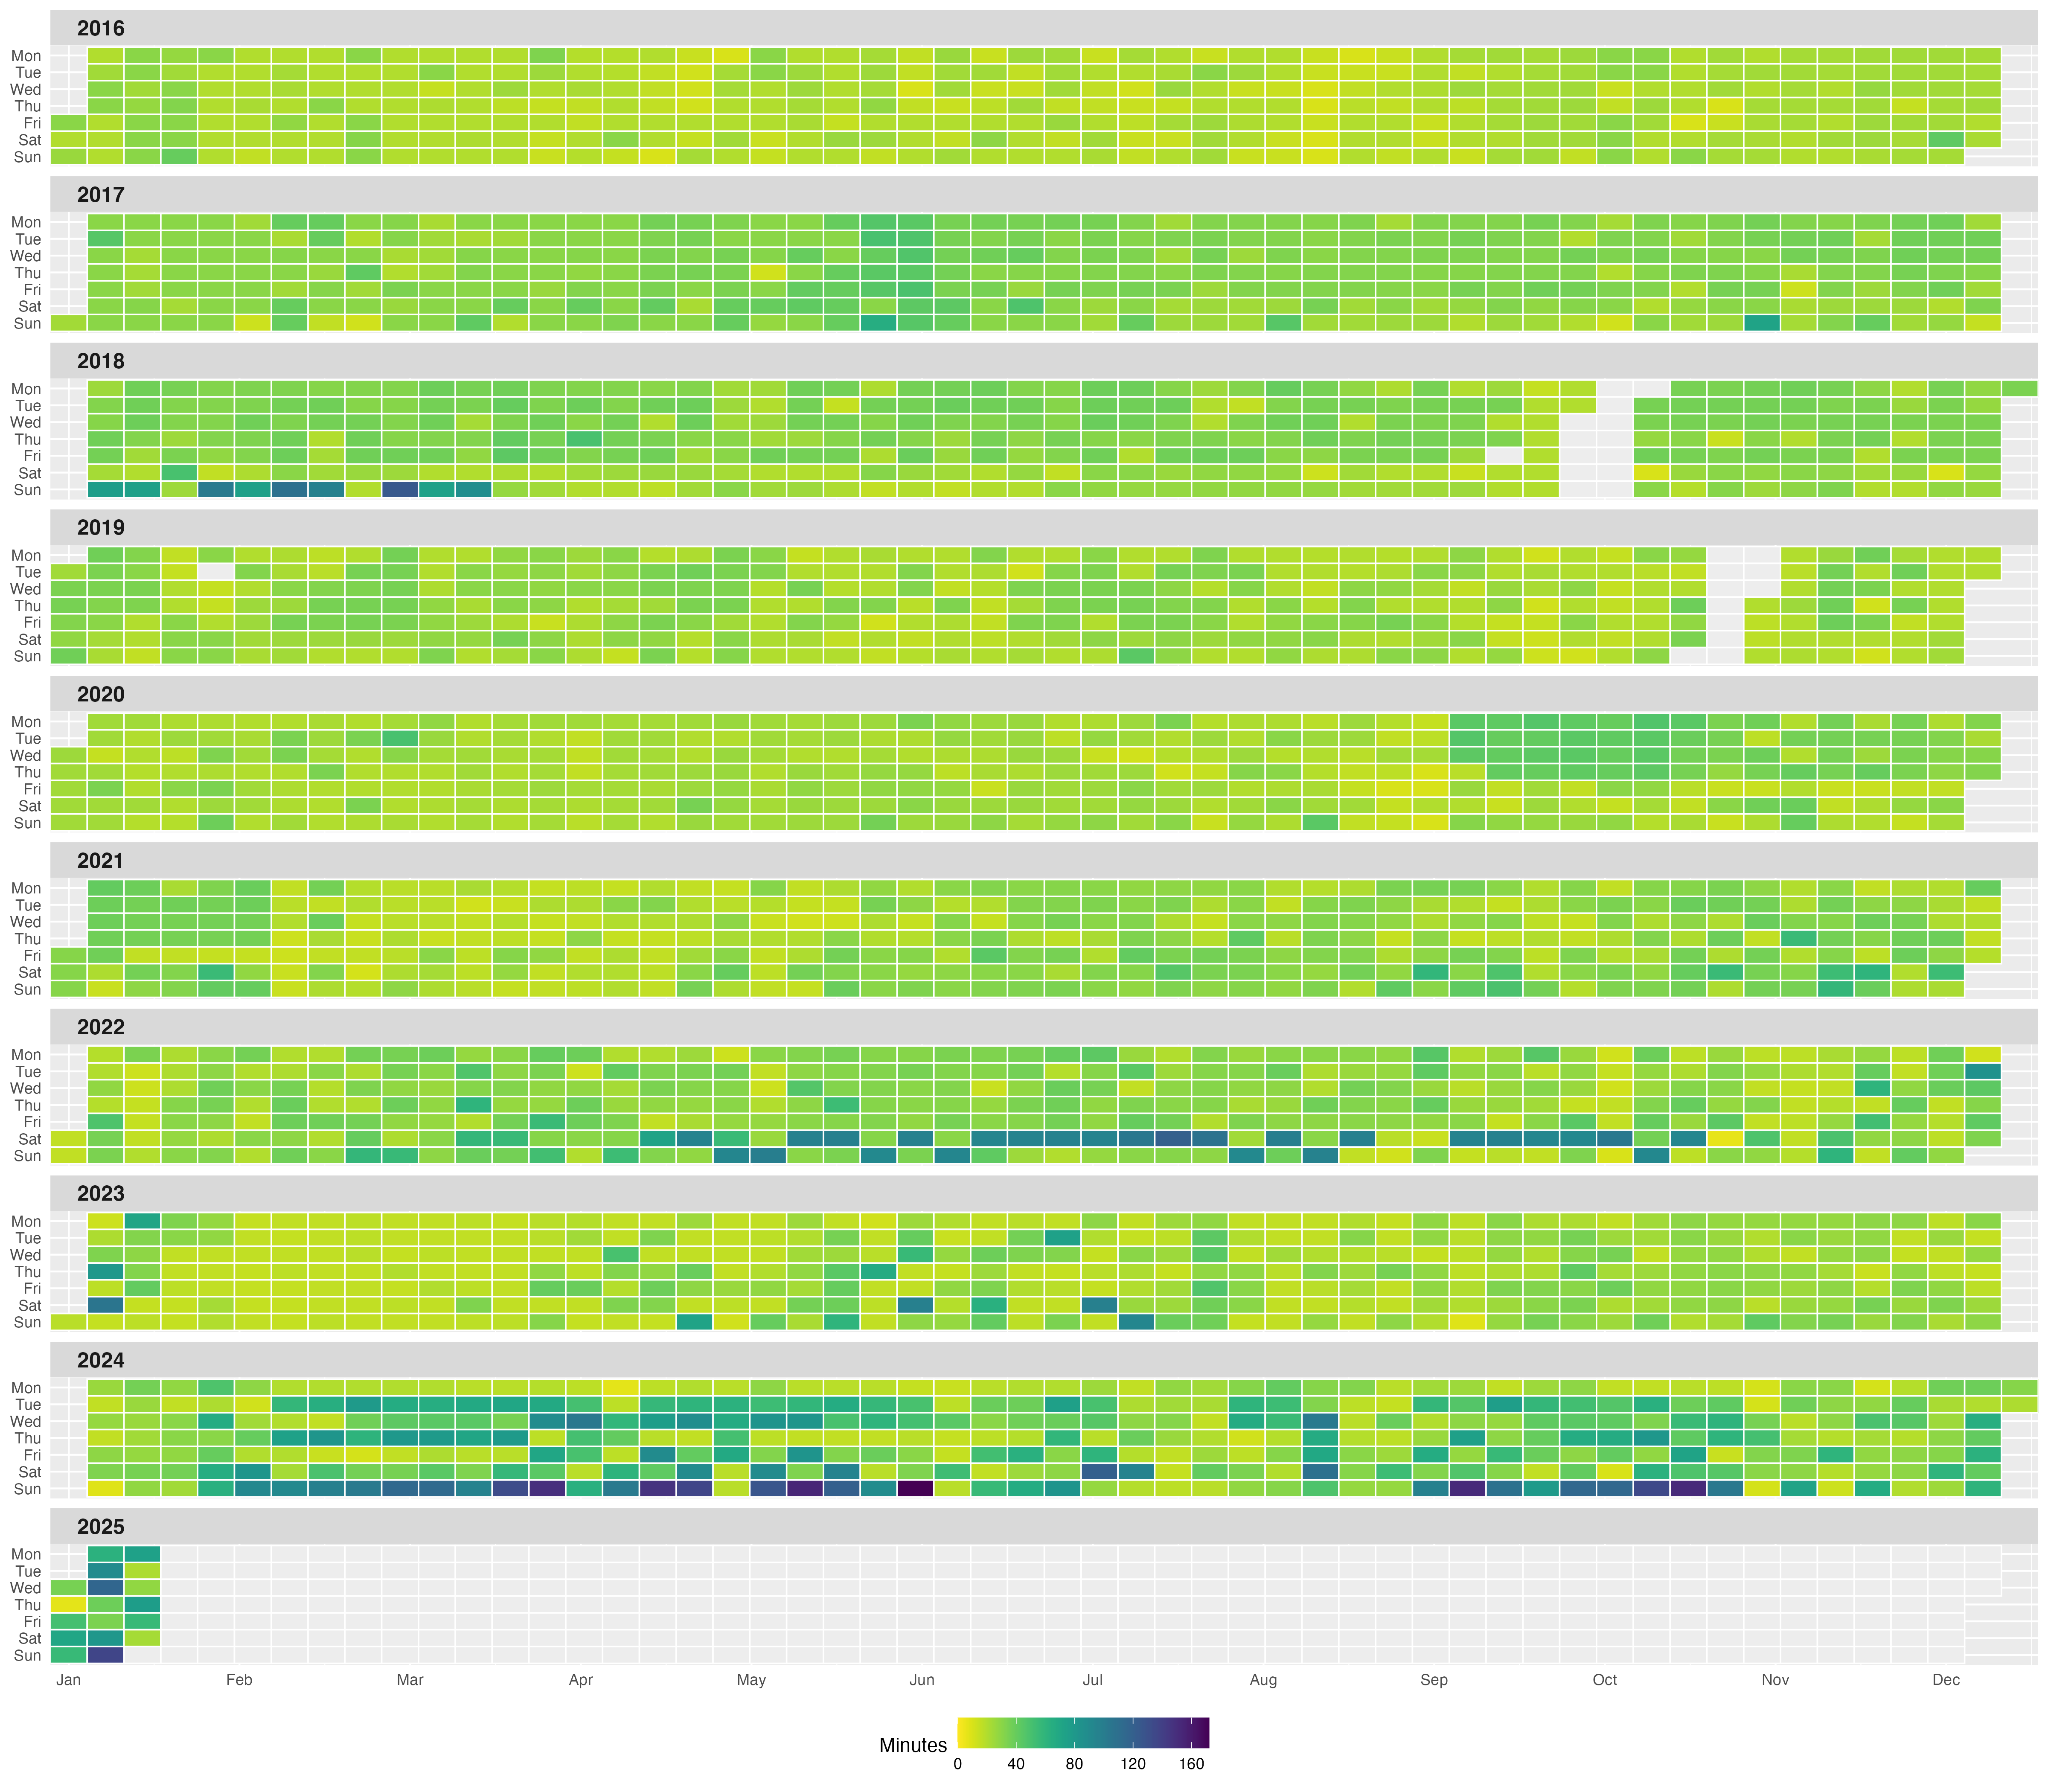 2016
Mon
Tue
Wed
Thu
Fri
Sat
Sun
2017
Mon
Tue
Wed
Thu
Fri
Sat
Sun
2018
Mon
Tue
Wed
Thu
Fri
Sat
Sun
2019
Mon
Tue
Wed
Thu
Fri
Sat
Sun
2020
Mon
Tue
Wed
Thu
Fri
Sat
Sun
2021
Mon
Tue
Wed
Thu
Fri
Sat
Sun
2022
Mon
Tue
Wed
Thu
Fri
Sat
Sun
2023
Mon
Tue
Wed
Thu
Fri
Sat
Sun
2024
Mon
Tue
Wed
Thu
Fri
Sat
Sun
2025
Mon
Tue
Wed
Thu
Fri
Sat
Sun
Jan Feb Mar Apr May Jun Jul Aug Sep Oct Nov Dec
Minutes
0 40 80 120 160